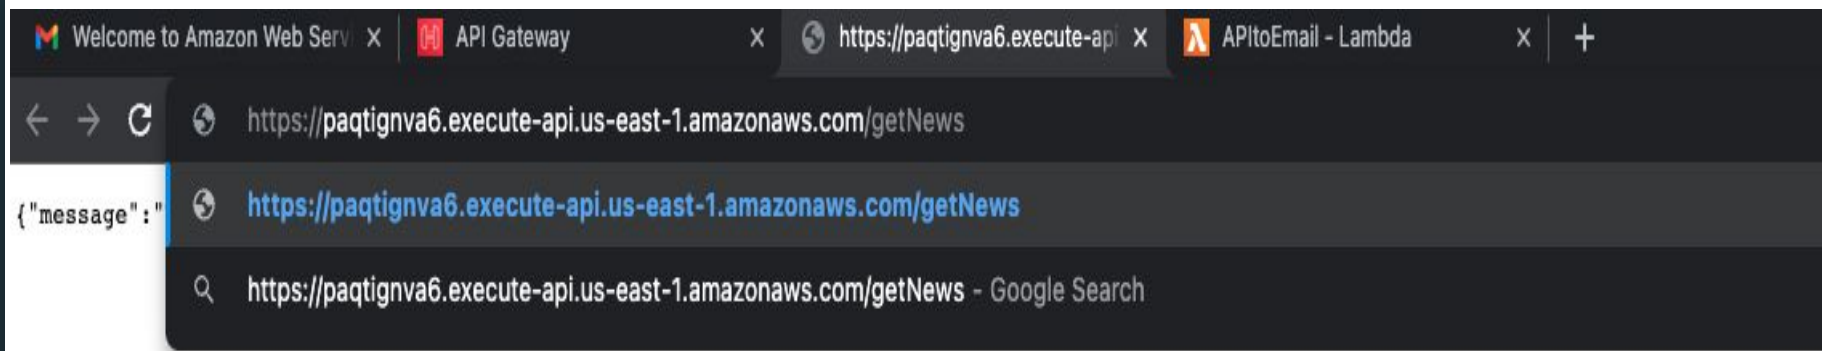 Welcome to Amazon Web Servi API Gateway https://paqtignva6.execute-api APItoEmail - Lambda
https://paqtignva6.execute-api.us-east-1.amazonaws.com/getNews
{"message":" https://paqtignva6.execute-api.us-east-1.amazonaws.com/getNews
https://paqtignva6.execute-api.us-east-1.amazonaws.com/getNews - Google Search